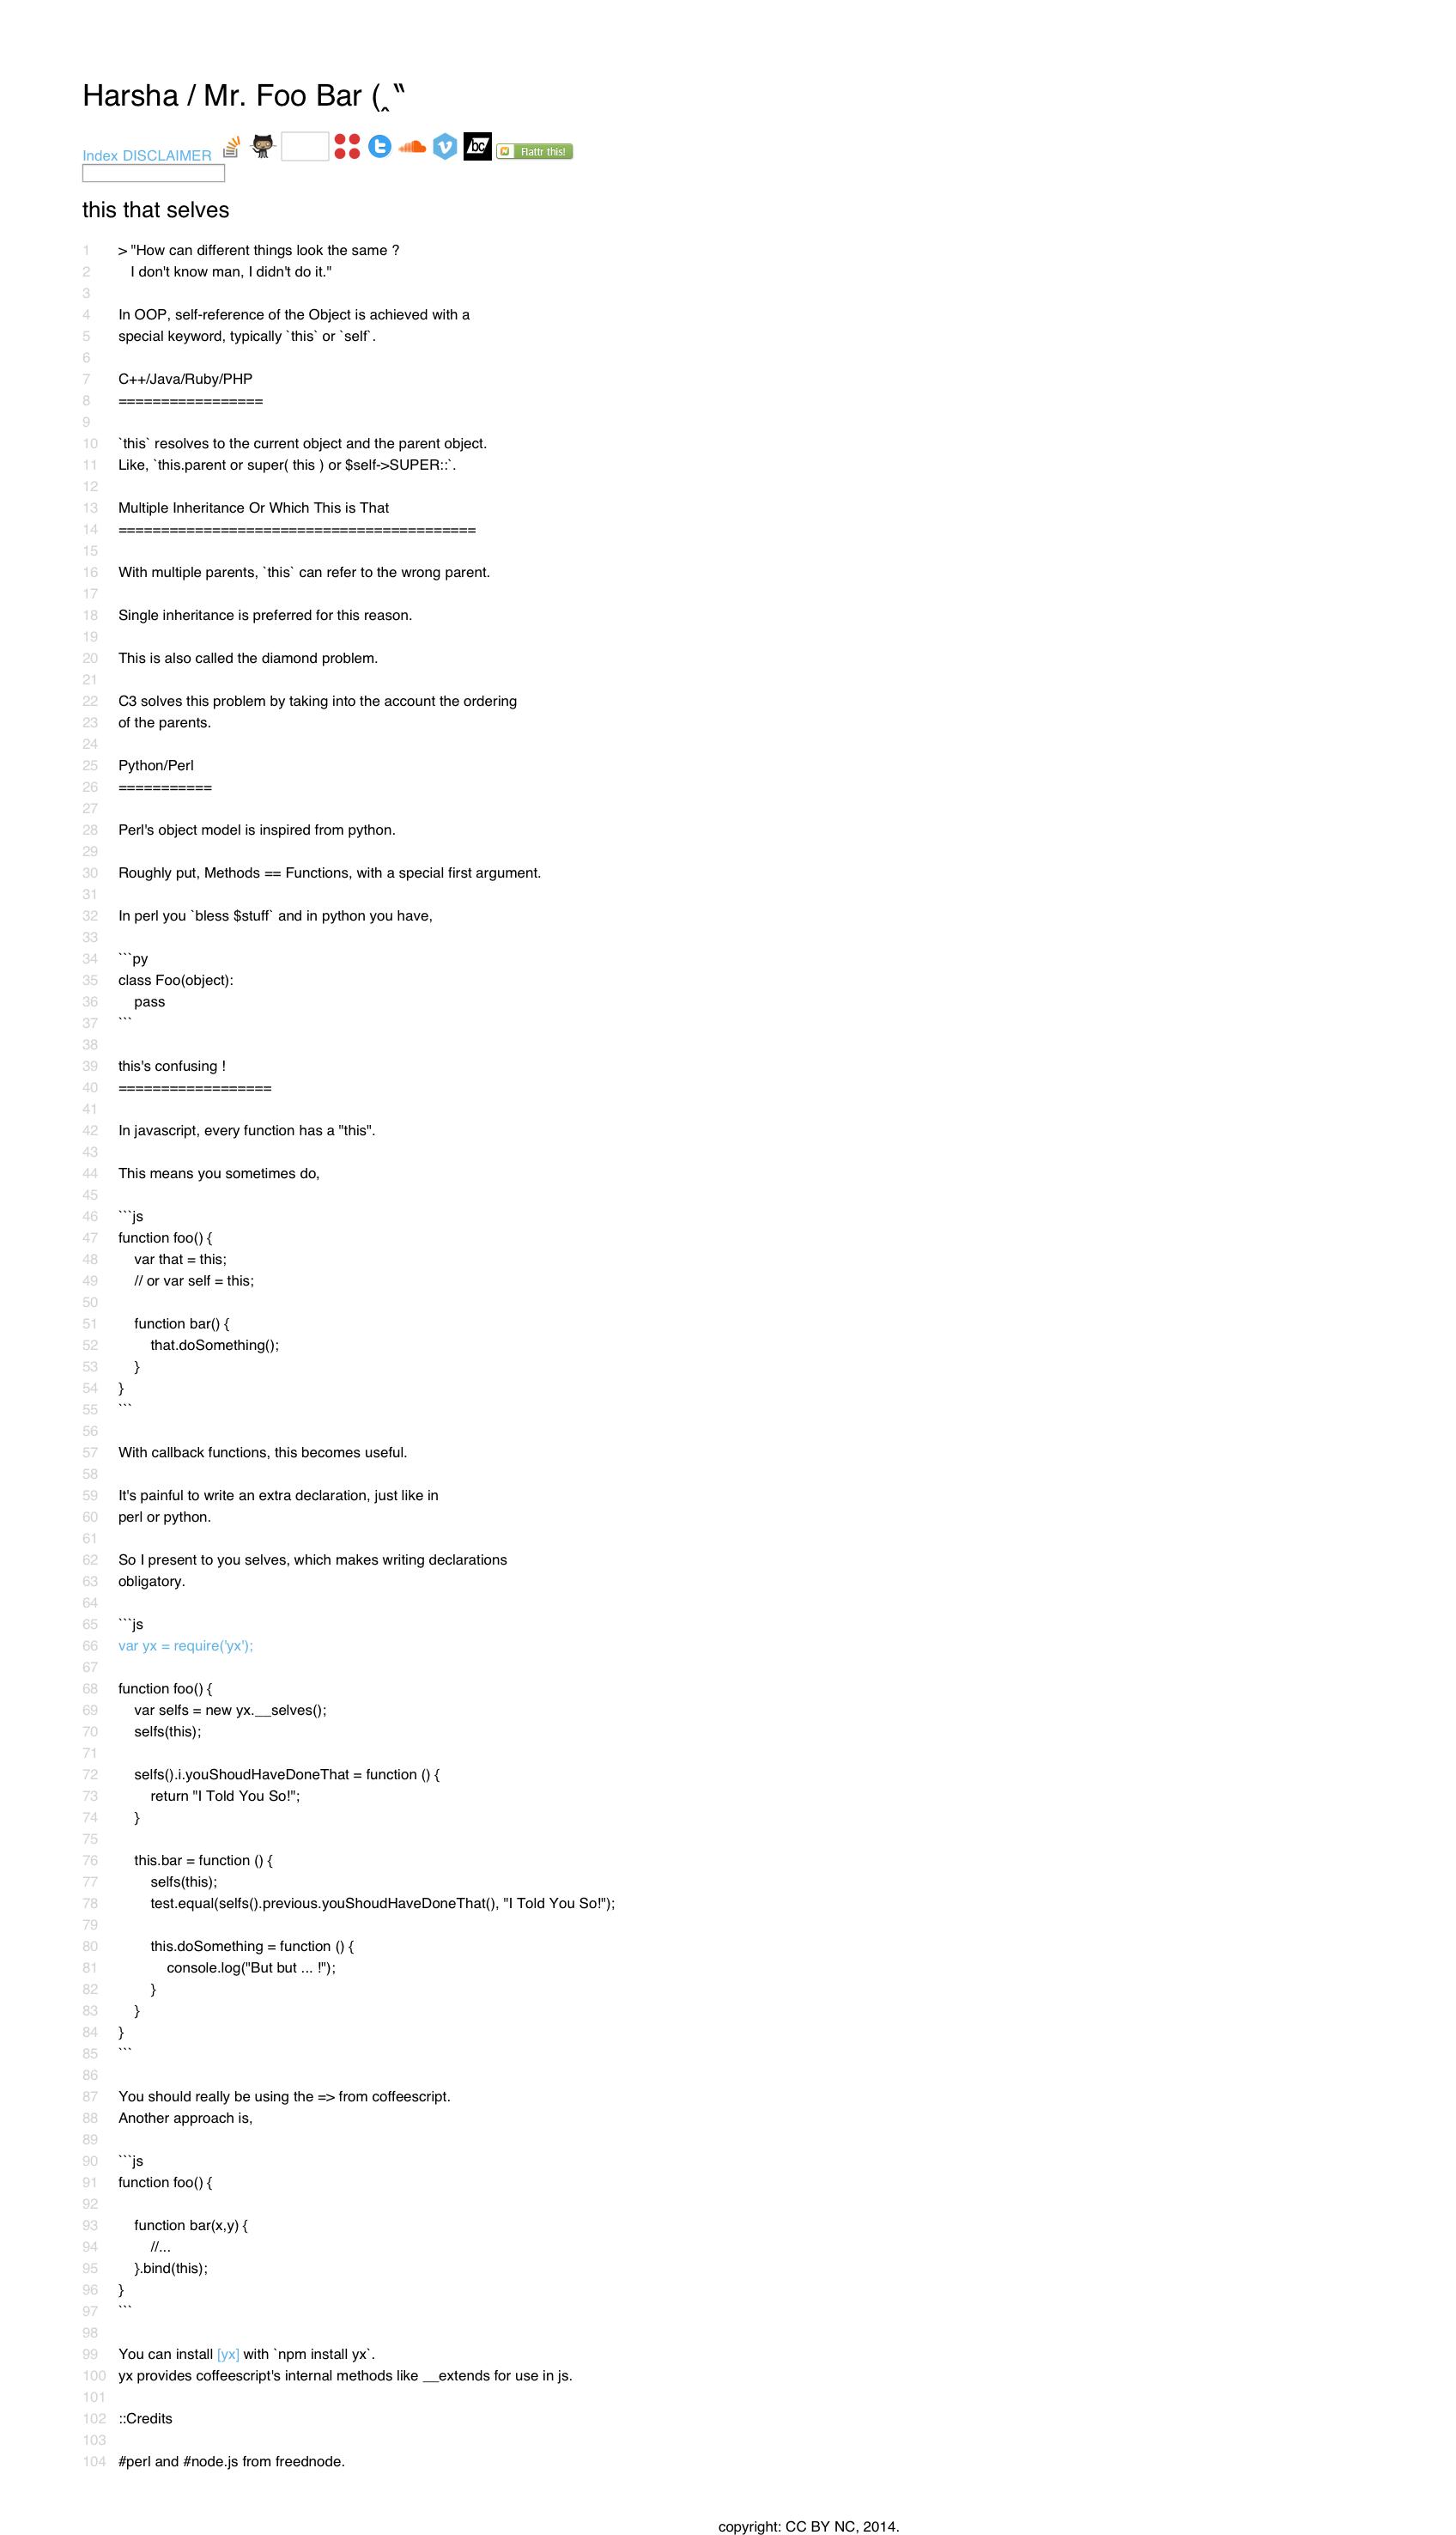 Harsha / Mr. Foo Bar (‸‶
Index DISCLAIMER bc Flattr this!
this that selves
1 > "How can different things look the same ?
2 I don't know man, I didn't do it."
3
4 In OOP, self-reference of the Object is achieved with a
5 special keyword, typically `this` or `self`.
6
7 C++/Java/Ruby/PHP
8 =================
9
10 `this` resolves to the current object and the parent object.
11 Like, `this.parent or super( this ) or $self->SUPER::`.
12
13 Multiple Inheritance Or Which This is That
14 ==========================================
15
16 With multiple parents, `this` can refer to the wrong parent.
17
18 Single inheritance is preferred for this reason.
19
20 This is also called the diamond problem.
21
22 C3 solves this problem by taking into the account the ordering
23 of the parents.
24
25 Python/Perl
26 ===========
27
28 Perl's object model is inspired from python.
29
30 Roughly put, Methods == Functions, with a special first argument.
31
32 In perl you `bless $stuff` and in python you have,
33
34 ```py
35 class Foo(object):
36     pass
37 ```
38
39 this's confusing !
40 ==================
41
42 In javascript, every function has a "this".
43
44 This means you sometimes do,
45
46 ```js
47 function foo() {
48     var that = this;
49     // or var self = this;
50
51     function bar() {
52         that.doSomething();
53     }
54 }
55 ```
56
57 With callback functions, this becomes useful.
58
59 It's painful to write an extra declaration, just like in
60 perl or python.
61
62 So I present to you selves, which makes writing declarations
63 obligatory.
64
65 ```js
66 var yx = require('yx');
67
68 function foo() {
69     var selfs = new yx.__selves();
70     selfs(this);
71
72     selfs().i.youShoudHaveDoneThat = function () {
73         return "I Told You So!";
74     }
75
76     this.bar = function () {
77         selfs(this);
78         test.equal(selfs().previous.youShoudHaveDoneThat(), "I Told You So!");
79
80         this.doSomething = function () {
81             console.log("But but ... !");
82         }
83     }
84 }
85 ```
86
87 You should really be using the => from coffeescript.
88 Another approach is,
89
90 ```js
91 function foo() {
92
93     function bar(x,y) {
94         //...
95     }.bind(this);
96 }
97 ```
98
99 You can install [yx] with `npm install yx`.
100 yx provides coffeescript's internal methods like __extends for use in js.
101
102 ::Credits
103
104 #perl and #node.js from freednode.
copyright: CC BY NC, 2014.